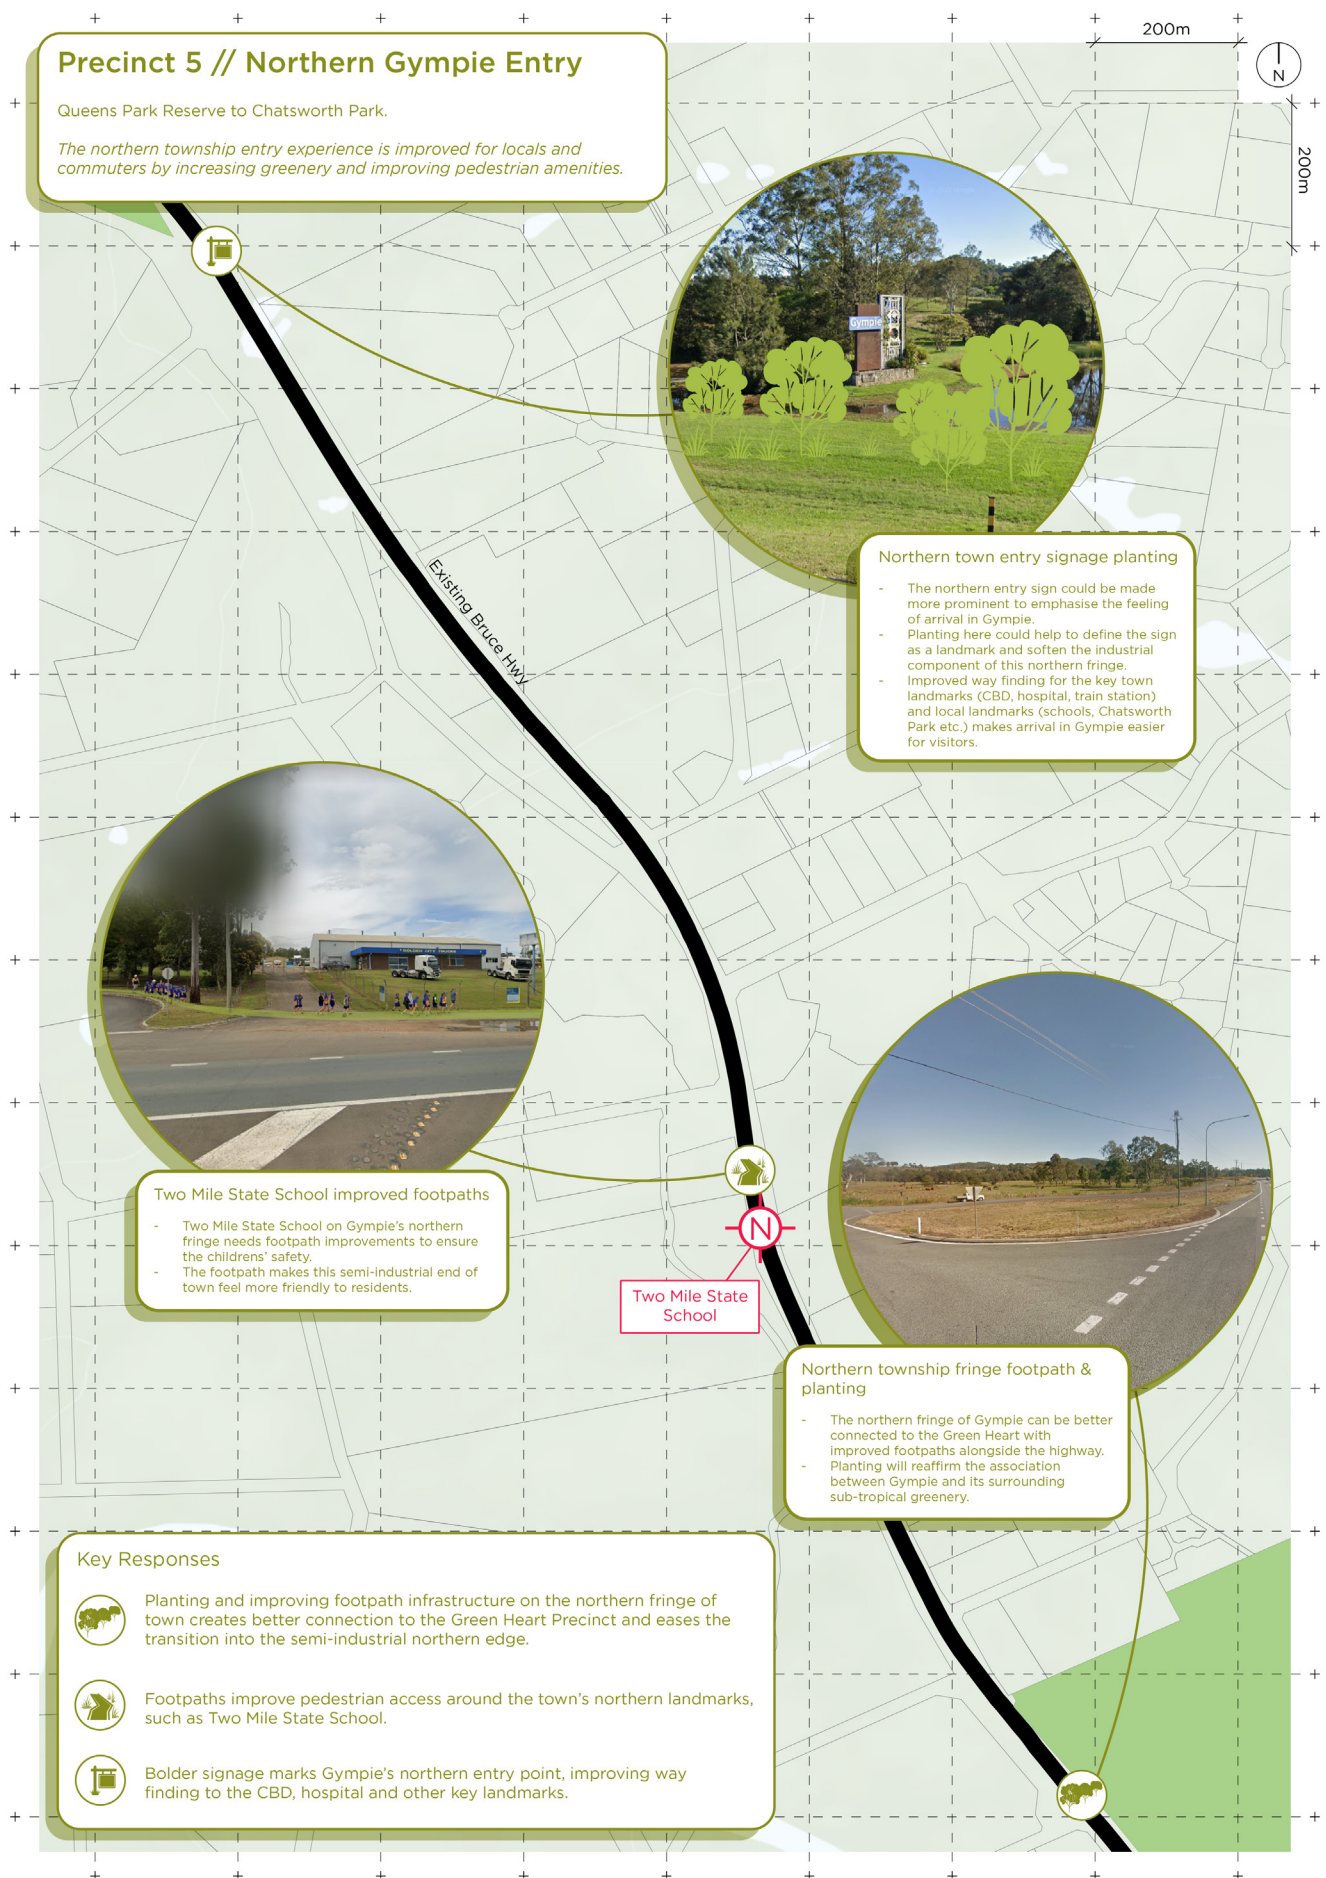 Precinct 5 // Northern Gympie Entry
Queens Park Reserve to Chatsworth Park.
The northern township entry experience is improved for locals and
commuters by increasing greenery and improving pedestrian amenities.
200m
N
200m
Gympie
Northern town entry signage planting
- The northern entry sign could be made
more prominent to emphasise the feeling
of arrival in Gympie.
- Planting here could help to define the sign
as a landmark and soften the industrial
component of this northern fringe.
- Improved way finding for the key town
landmarks (CBD, hospital, train station)
and local landmarks (schools, Chatsworth
Park etc.) makes arrival in Gympie easier
for visitors.
Existing Bruce Hwy
Two Mile State School improved footpaths
- Two Mile State School on Gympie's northern
fringe needs footpath improvements to ensure
the childrens' safety.
- The footpath makes this semi-industrial end of
town feel more friendly to residents.
N
Two Mile State
School
Northern township fringe footpath &
planting
- The northern fringe of Gympie can be better
connected to the Green Heart with
improved footpaths alongside the highway.
- Planting will reaffirm the association
between Gympie and its surrounding
sub-tropical greenery.
Key Responses
Planting and improving footpath infrastructure on the northern fringe of
town creates better connection to the Green Heart Precinct and eases the
transition into the semi-industrial northern edge.
Footpaths improve pedestrian access around the town's northern landmarks,
such as Two Mile State School.
Bolder signage marks Gympie's northern entry point, improving way
finding to the CBD, hospital and other key landmarks.